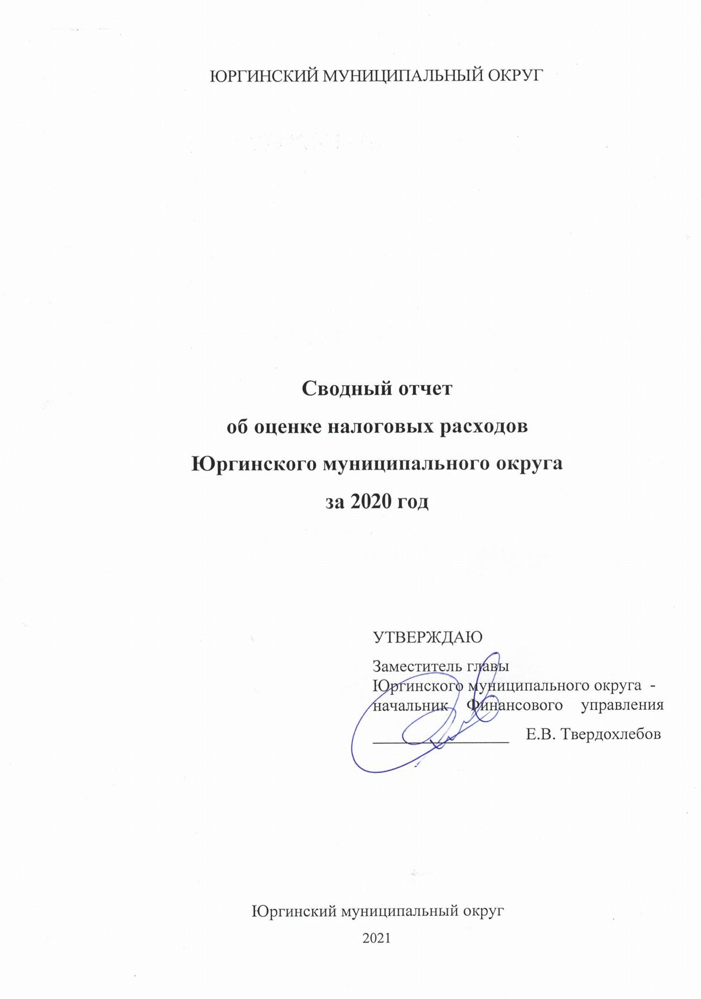 ЮРГИНСКИЙ МУНИЦИПАЛЬНЫЙ ОКРУГ
Сводный отчет
об оценке налоговых расходов
Юргинского муниципального округа
за 2020 год
УТВЕРЖДАЮ
Заместитель главы
Юргинского муниципального округа -
начальник Финансового управления
Е.В. Твердохлебов
Юргинский муниципальный округ
2021